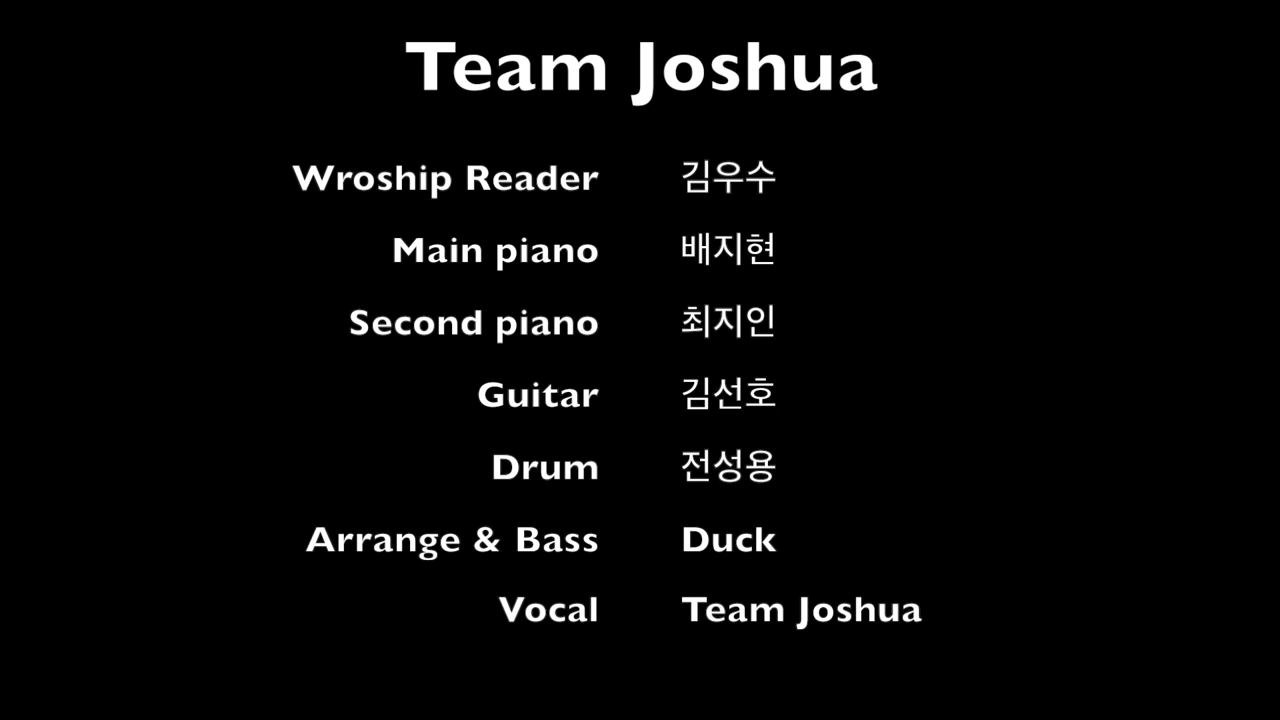 Team Joshua
Wroship Reader 김우수
Main piano 배지현
Second piano 최지인
Guitar 김선호
Drum 전성용
Arrange & Bass Duck
Vocal Team Joshua